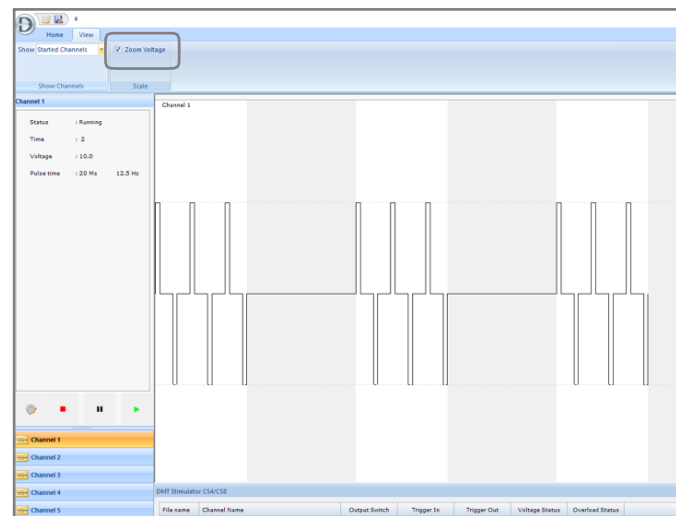 D
Home View
Show Started Channels Zoom Voltage
Show Channels Scale
Channel 1
Status : Running
Time : 2
Voltage : 10.0
Pulse time : 20 Ms 12.5 Hz
Channel 1
Channel 1
Channel 2
Channel 3
Channel 4
Channel 5
DMT Stimulator CS4/CS8
File name Channel Name Output Switch Trigger In Trigger Out Voltage Status Overload Status